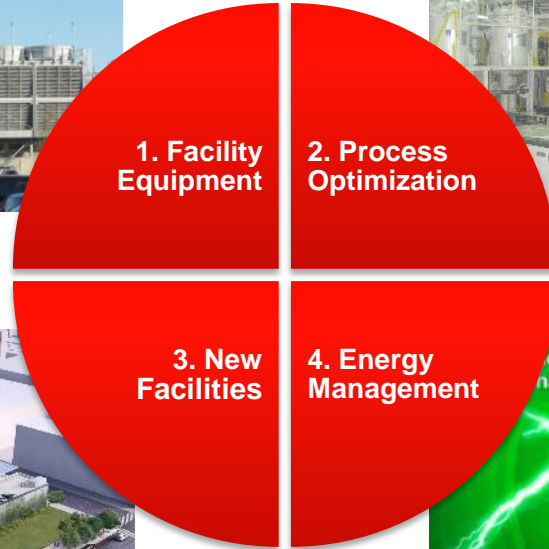 1. Facility
Equipment
2. Process
Optimization
3. New
Facilities
4. Energy
Management